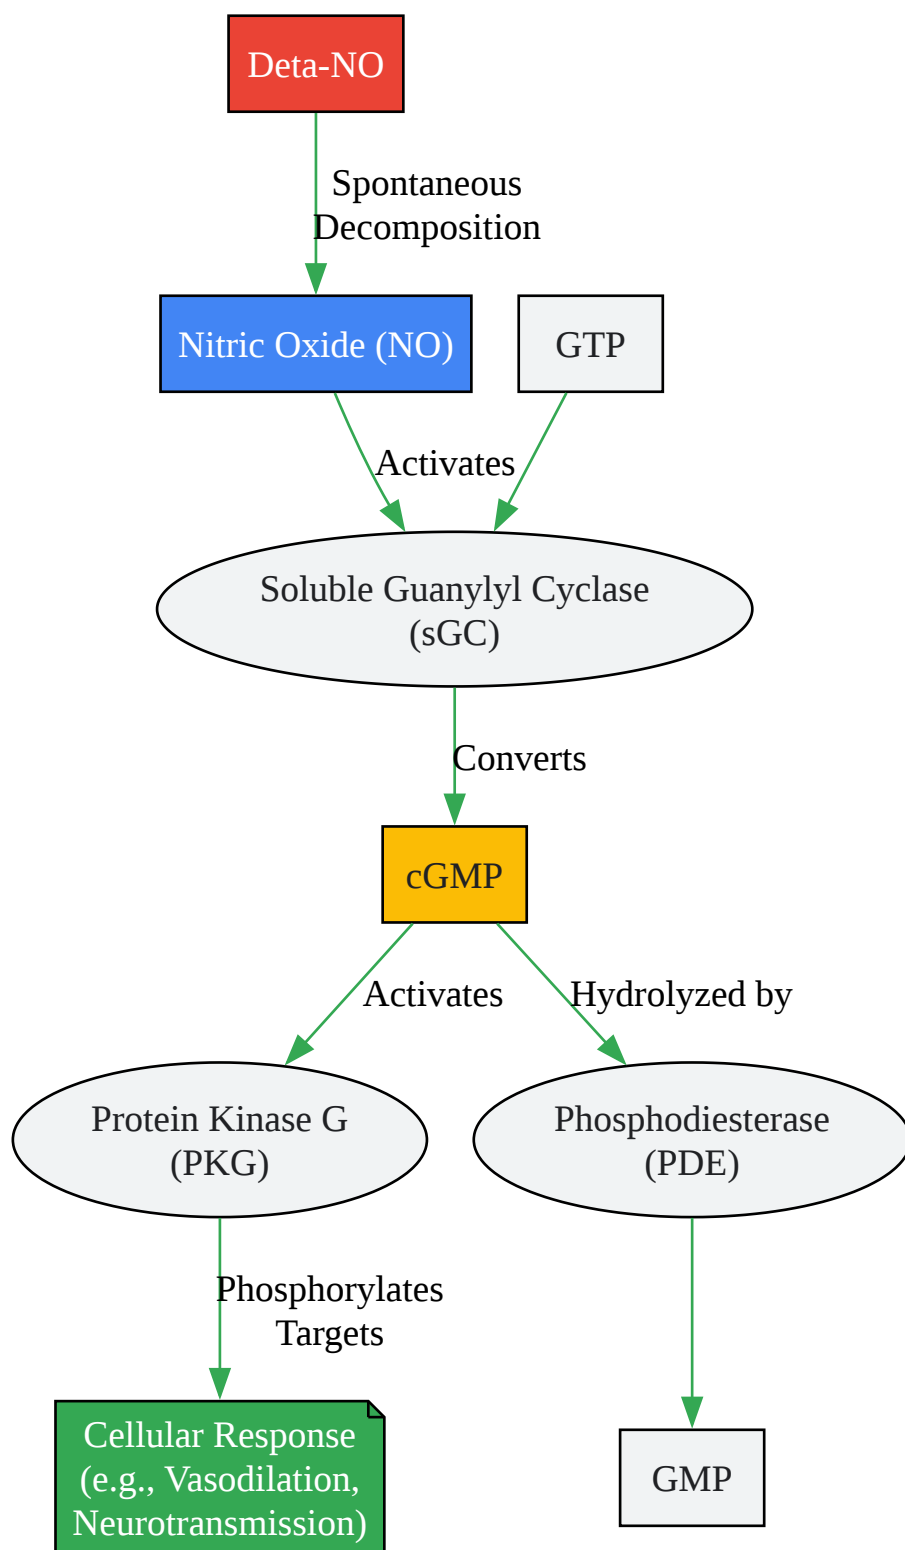 Deta-NO
Spontaneous
Decomposition
Nitric Oxide (NO)
GTP
Activates
Soluble Guanylyl Cyclase
(sGC)
Converts
cGMP
Activates
Hydrolyzed by
Protein Kinase G
(PKG)
Phosphodiesterase
(PDE)
Phosphorylates
Targets
Cellular Response
(e.g., Vasodilation,
Neurotransmission)
GMP